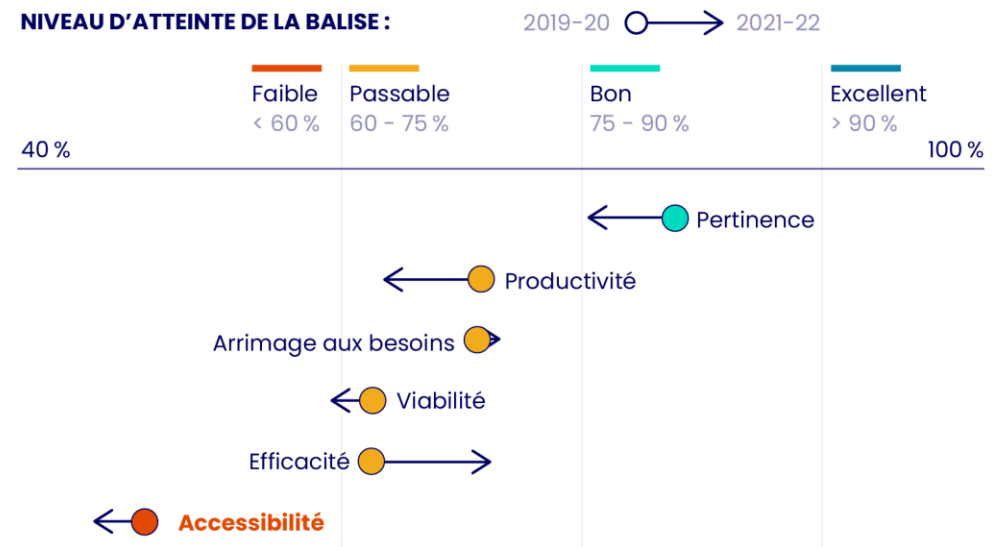 NIVEAU D’ATTEINTE DE LA BALISE : 2019-20 2021-22
Faible Passable Bon Excellent
< 60 % 60 - 75 % 75 - 90 % > 90 %
40 % 100 %
Pertinence
Productivité
Arrimage aux besoins
Viabilité
Efficacité
Accessibilité